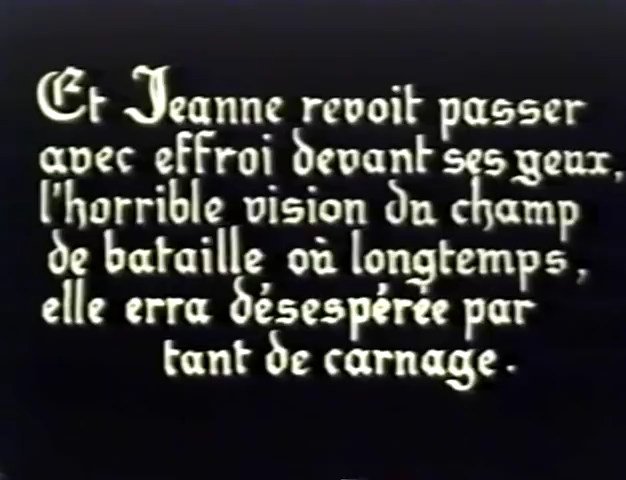 Et Jeanne revoit passer
avec effroi devant ses yeux,
l'horrible vision du champ
de bataille où longtemps,
elle erra désespérée par
tant de carnage.